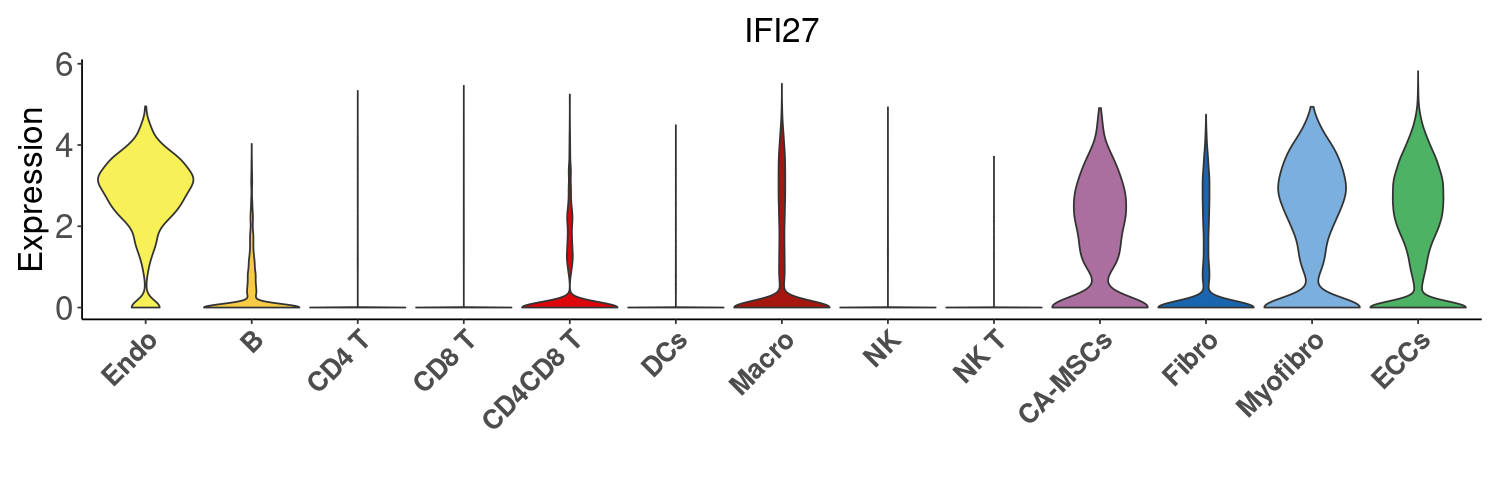 IFI27
Expression
6
4
2
0
Endo
B
CD4 T
CD8 T
CD4CD8 T
DCs
Macro
NK
NK T
CA-MSCs
Fibro
Myofibro
ECCs